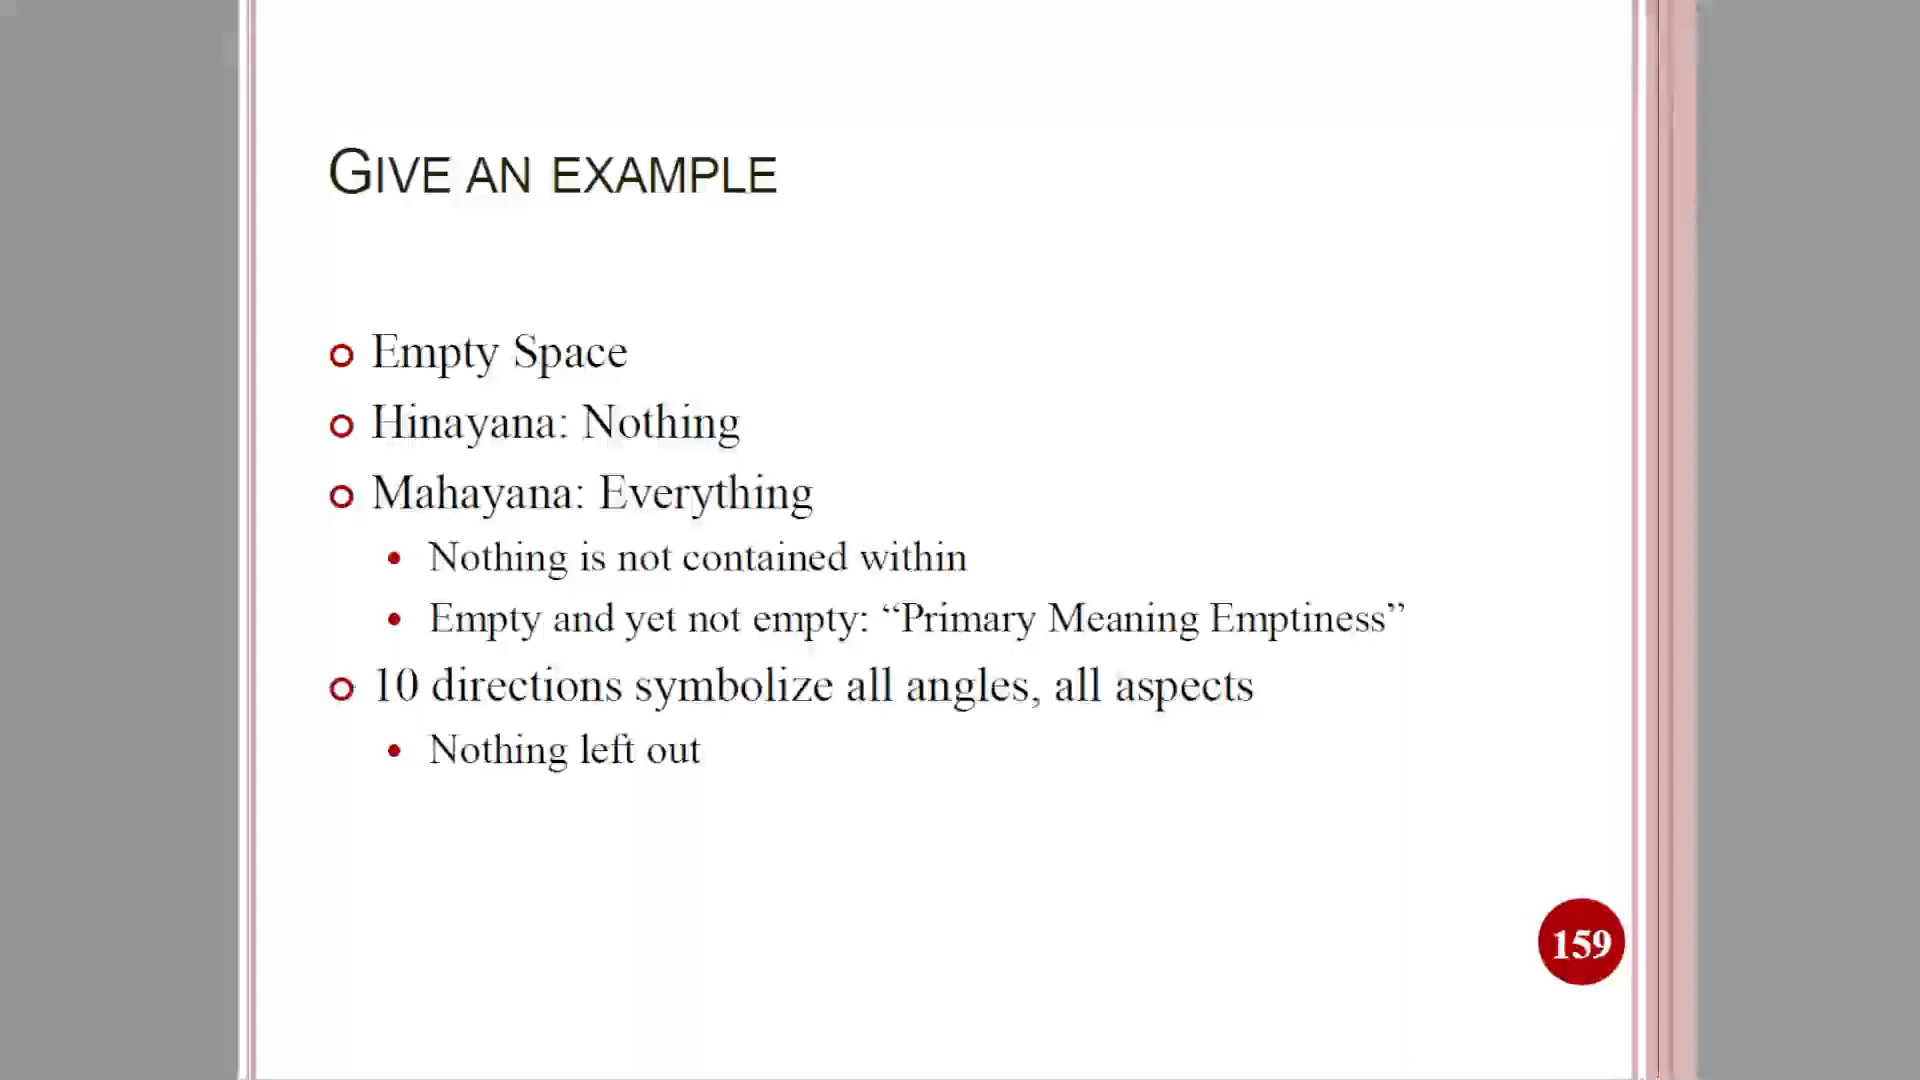 GIVE AN EXAMPLE
Empty Space
Hinayana: Nothing
Mahayana: Everything
Nothing is not contained within
Empty and yet not empty: “Primary Meaning Emptiness”
10 directions symbolize all angles, all aspects
Nothing left out
159